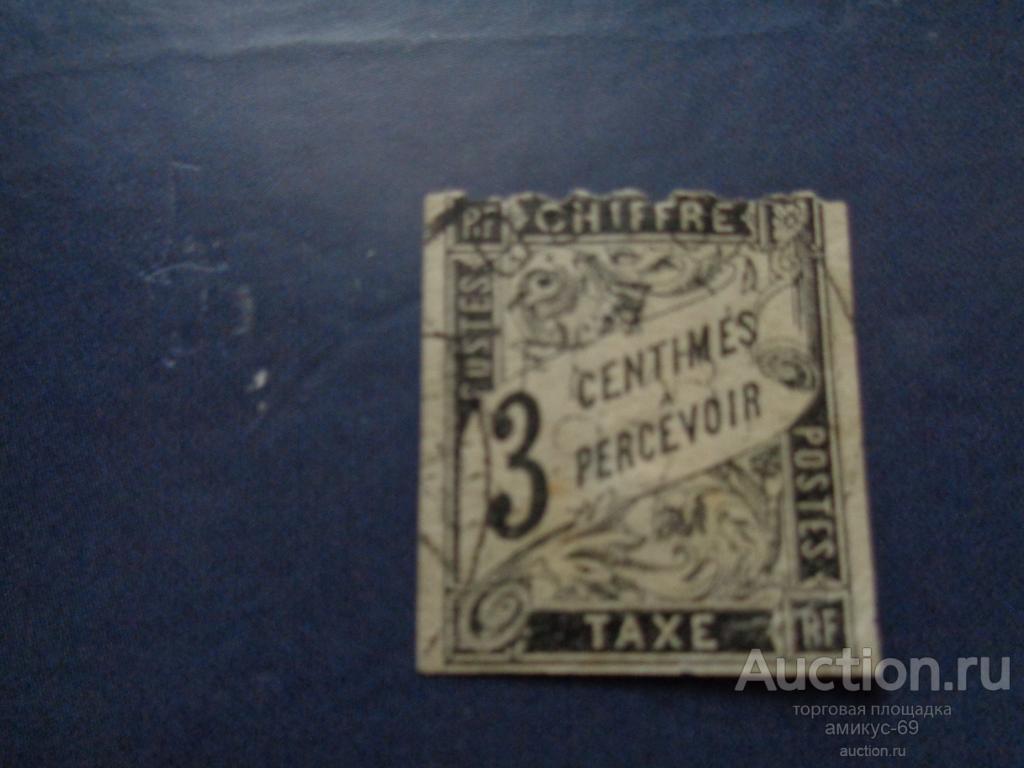 RF CHIFFRE
POSTES
CENTIMES
À
PERCEVOIR
3
POSTES
TAXE RF
Auction.ru
торговая площадка
амикус-69
auction.ru